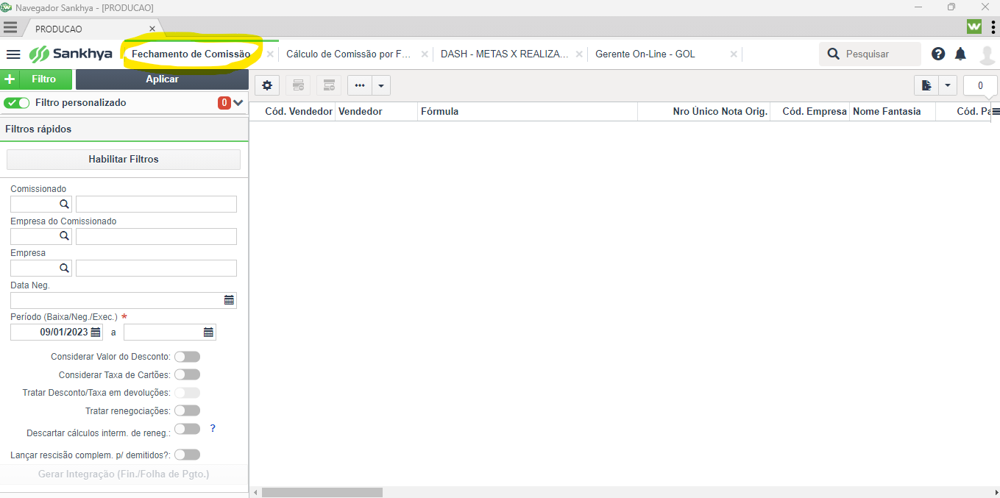 Navegador Sankhya - [PRODUCAO]
PRODUCAO
Sankhya
Fechamento de Comissão
Cálculo de Comissão por F...
DASH - METAS X REALIZA...
Gerente On-Line - GOL
Pesquisar
Filtro
Aplicar
0
Filtro personalizado
0
Cód. Vendedor
Vendedor
Fórmula
Nro Único Nota Orig.
Cód. Empresa
Nome Fantasia
Cód. Pa
Filtros rápidos
Habilitar Filtros
Comissionado
Empresa do Comissionado
Empresa
Data Neg.
Período (Baixa/Neg./Exec.) *
09/01/2023 a
Considerar Valor do Desconto:
Considerar Taxa de Cartões:
Tratar Desconto/Taxa em devoluções:
Tratar renegociações:
Descartar cálculos interm. de reneg.: ?
Lançar rescisão complem. p/ demitidos?:
Gerar Integração (Fin./Folha de Pgto.)